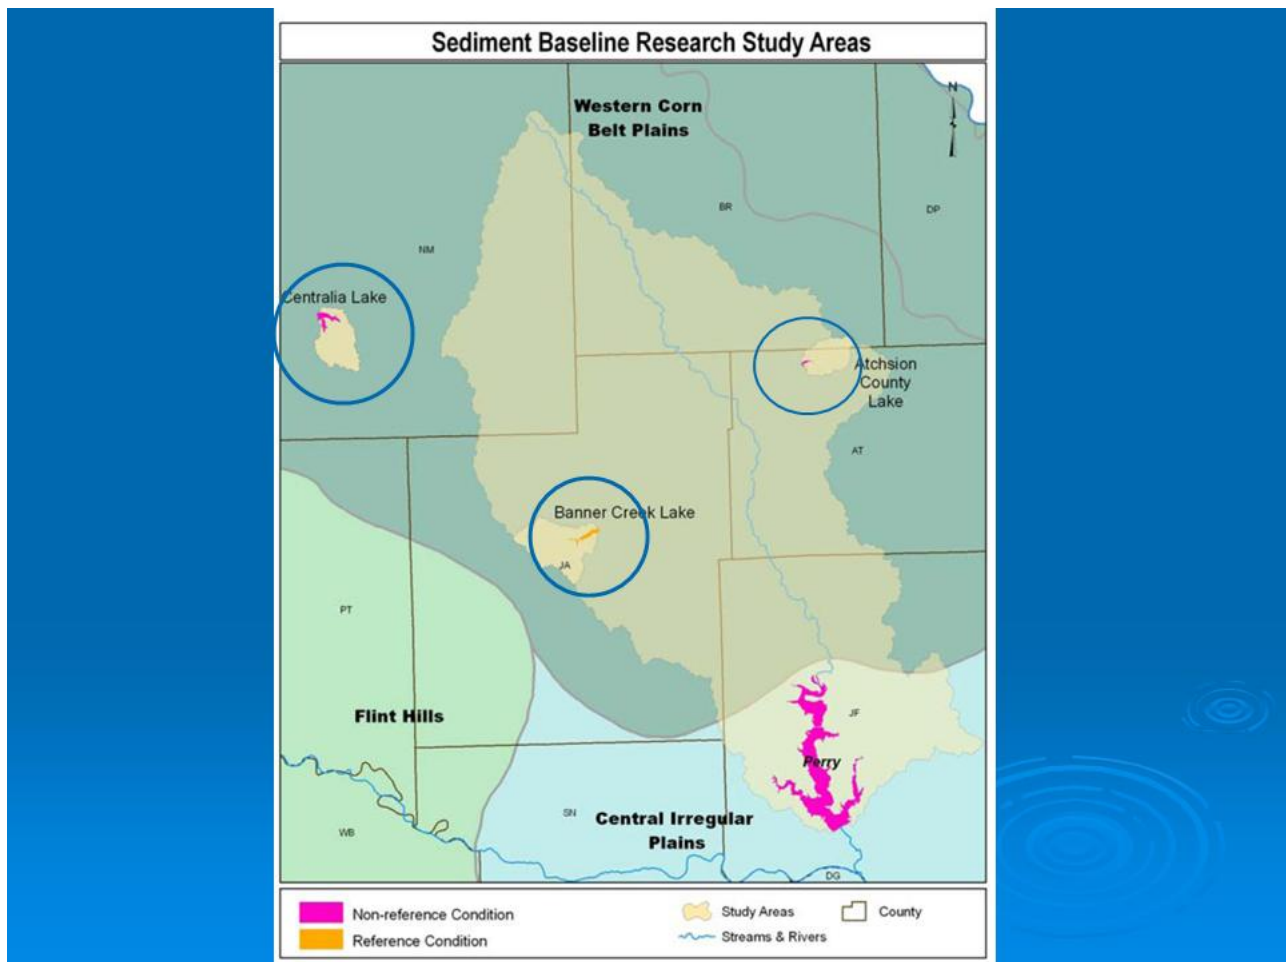 Sediment Baseline Research Study Areas
Western Corn
Belt Plains
N
BR
DP
NM
Centralia Lake
Atchsion
County
Lake
AT
Banner Creek Lake
JA
PT
Flint Hills
JF
Perry
SN
Central Irregular
Plains
WB
DG
Non-reference Condition
Reference Condition
Study Areas
Streams & Rivers
County